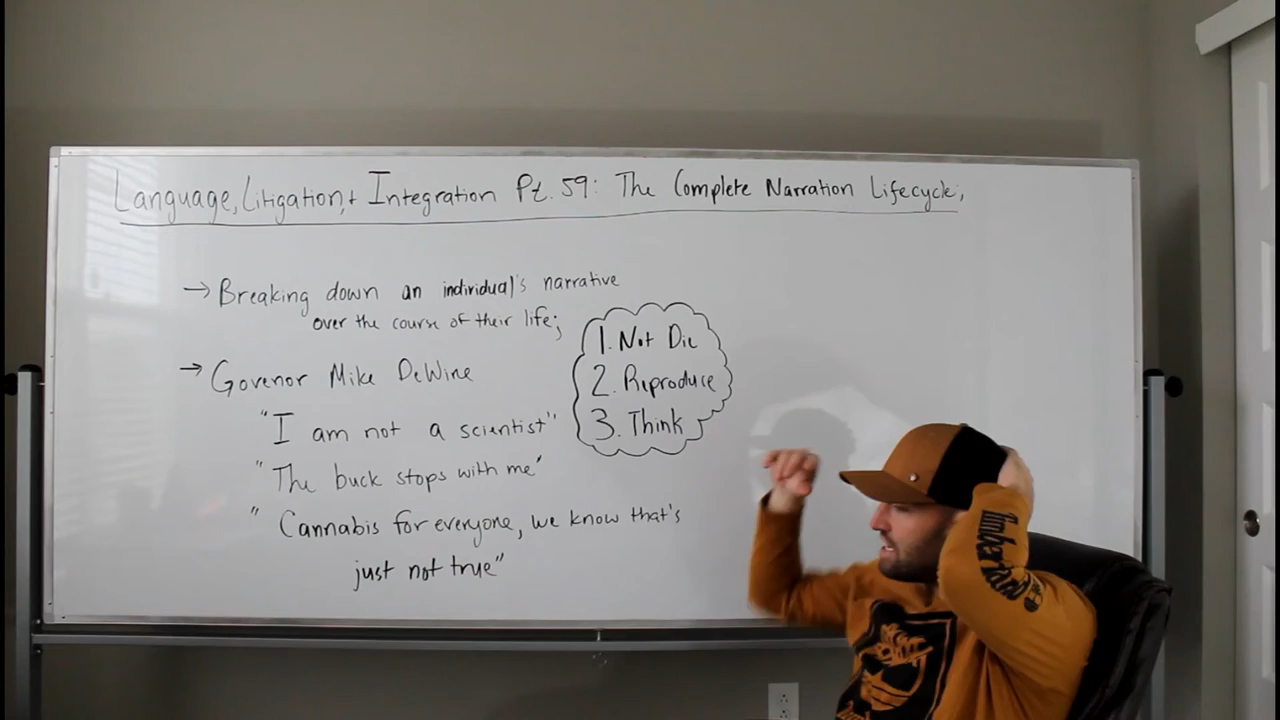 Language, Litigation, + Integration Pt. 59: The Complete Narration Lifecycle;
→ Breaking down an individual's narrative
over the course of their life;
→ Govenor Mike DeWine
"I am not a scientist"
"The buck stops with me"
"Cannabis for everyone, we know that's
just not true"
1. Not Die
2. Reproduce
3. Think
Timberland